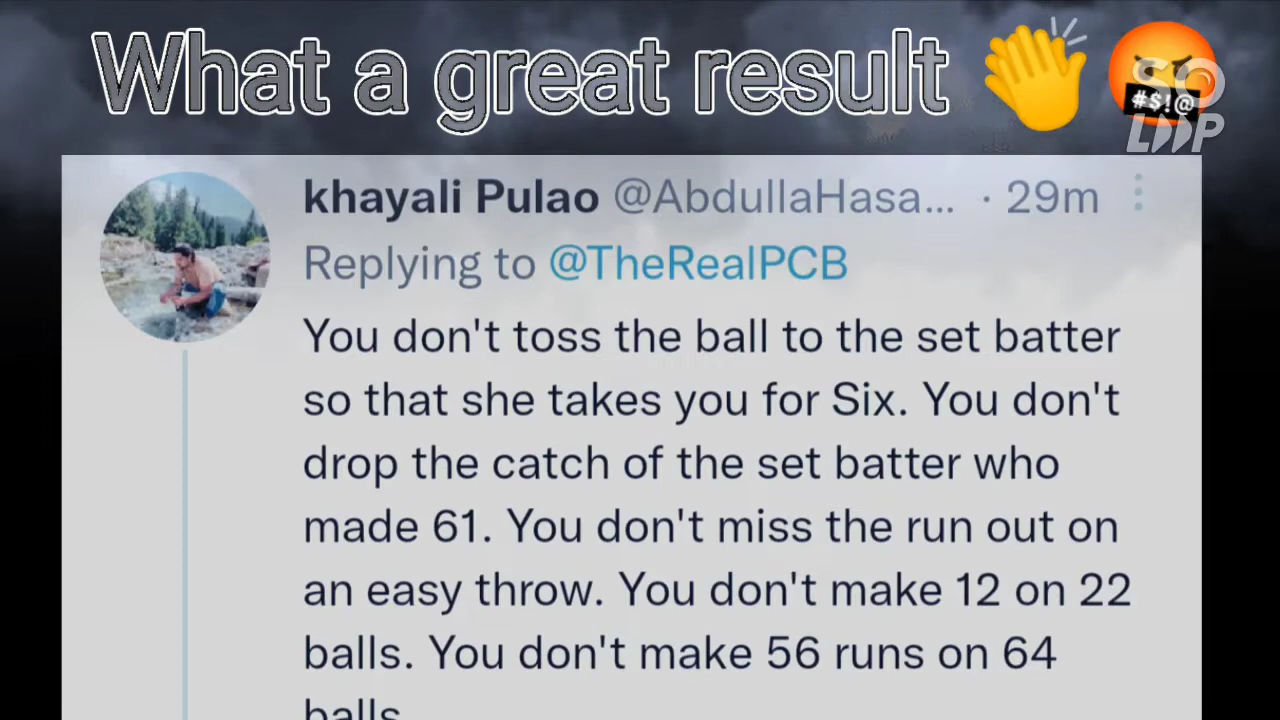 What a great result 👏 🤬
#$!@
SO
LOOP
khayali Pulao @AbdullaHasa... · 29m
Replying to @TheRealPCB
You don't toss the ball to the set batter
so that she takes you for Six. You don't
drop the catch of the set batter who
made 61. You don't miss the run out on
an easy throw. You don't make 12 on 22
balls. You don't make 56 runs on 64
balls